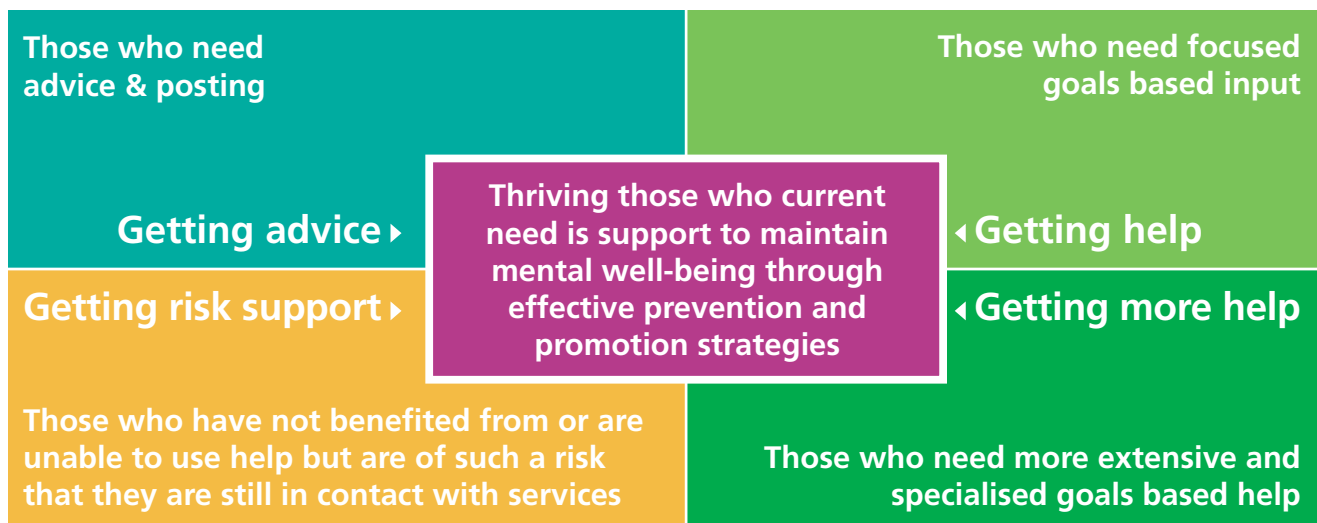 Those who need
advice & posting
Getting advice
Those who need focused
goals based input
Getting help
Thriving those who current
need is support to maintain
mental well-being through
effective prevention and
promotion strategies
Getting risk support
Those who have not benefited from or are
unable to use help but are of such a risk
that they are still in contact with services
Getting more help
Those who need more extensive and
specialised goals based help